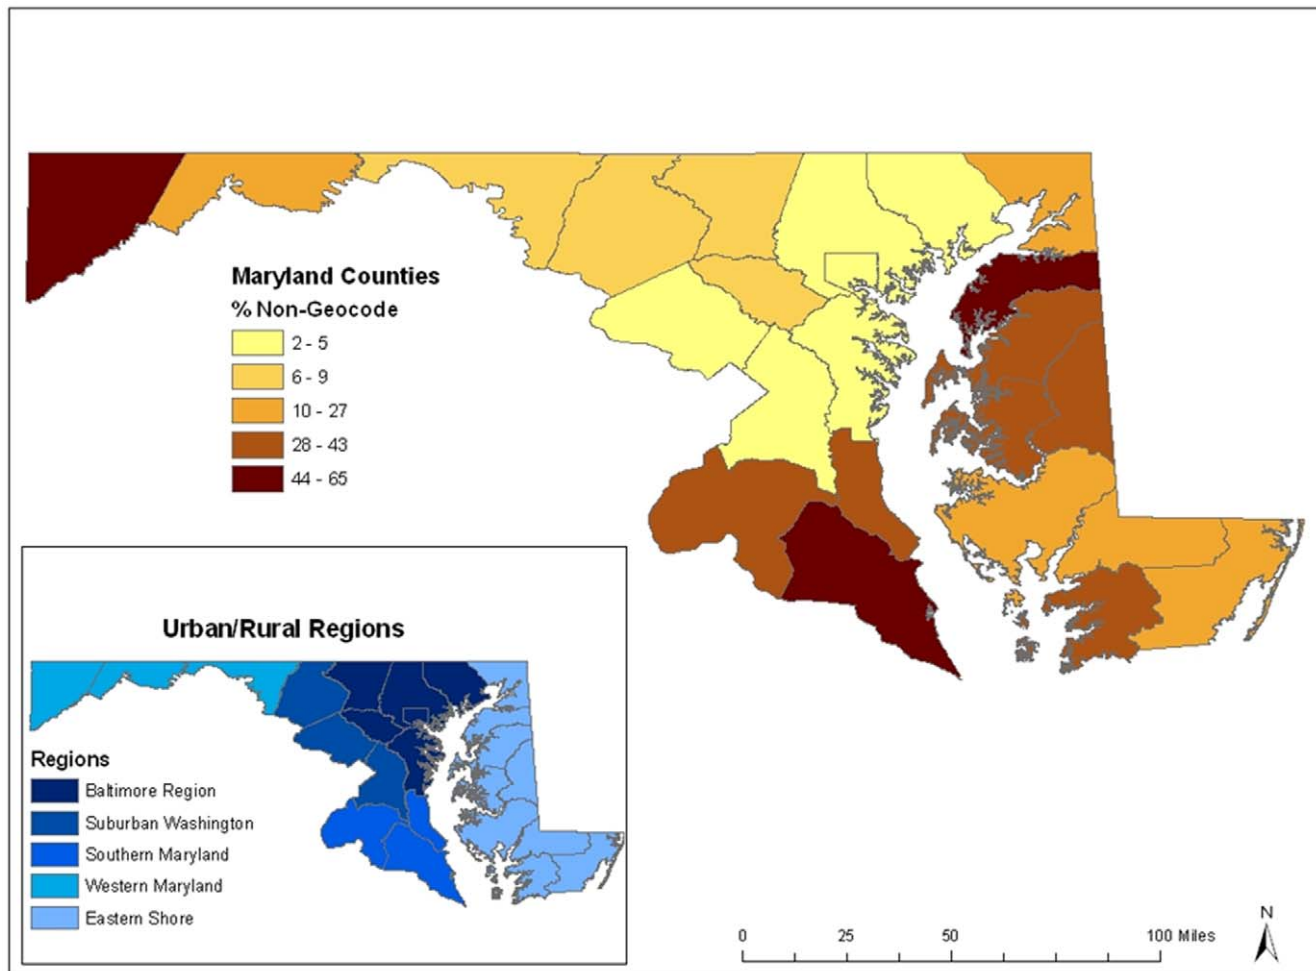 Maryland Counties
% Non-Geocode
2 - 5
6 - 9
10 - 27
28 - 43
44 - 65
Urban/Rural Regions
Regions
Baltimore Region
Suburban Washington
Southern Maryland
Western Maryland
Eastern Shore
0 25 50 100 Miles
N